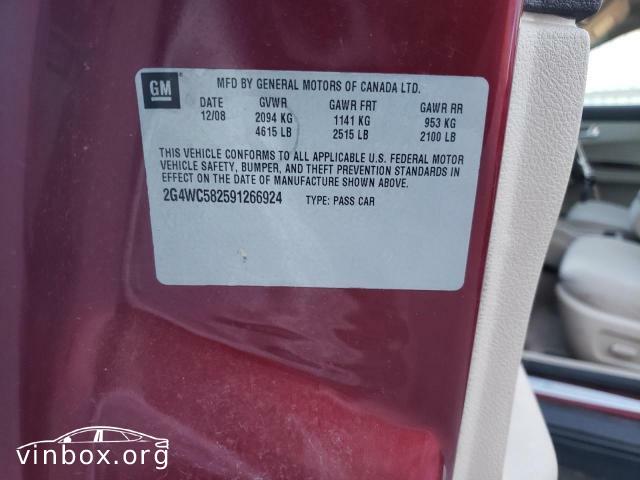 GM
MFD BY GENERAL MOTORS OF CANADA LTD.
DATE GVWR GAWR FRT GAWR RR
12/08 2094 KG 1141 KG 953 KG
4615 LB 2515 LB 2100 LB
THIS VEHICLE CONFORMS TO ALL APPLICABLE U.S. FEDERAL MOTOR
VEHICLE SAFETY, BUMPER, AND THEFT PREVENTION STANDARDS IN
EFFECT ON THE DATE OF MANUFACTURE SHOWN ABOVE.
2G4WC582591266924 TYPE: PASS CAR
vinbox.org